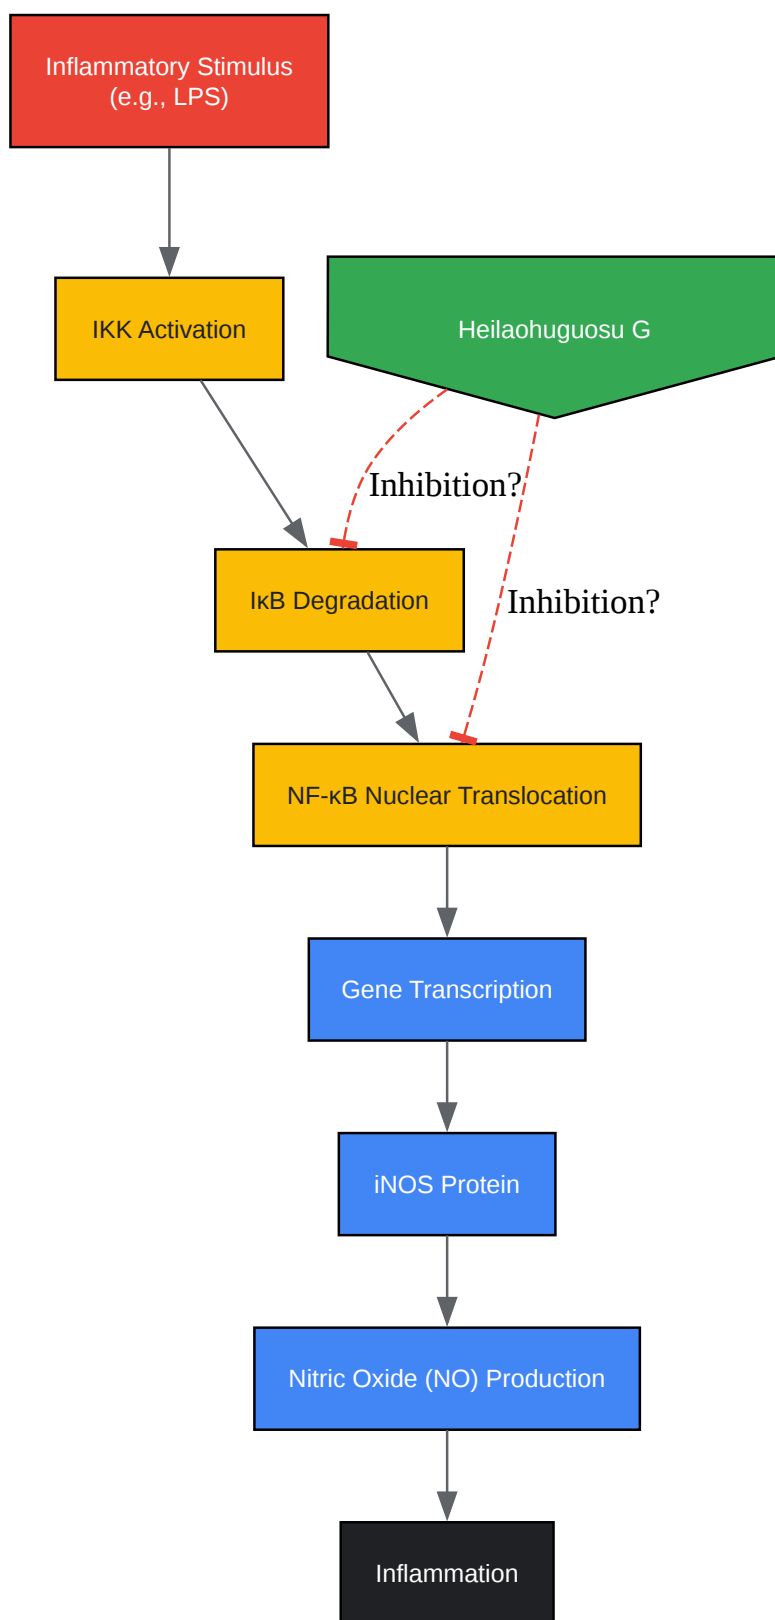 Inflammatory Stimulus
(e.g., LPS)
IKK Activation
Heilaohuguosu G
Inhibition?
IκB Degradation
Inhibition?
NF-κB Nuclear Translocation
Gene Transcription
iNOS Protein
Nitric Oxide (NO) Production
Inflammation